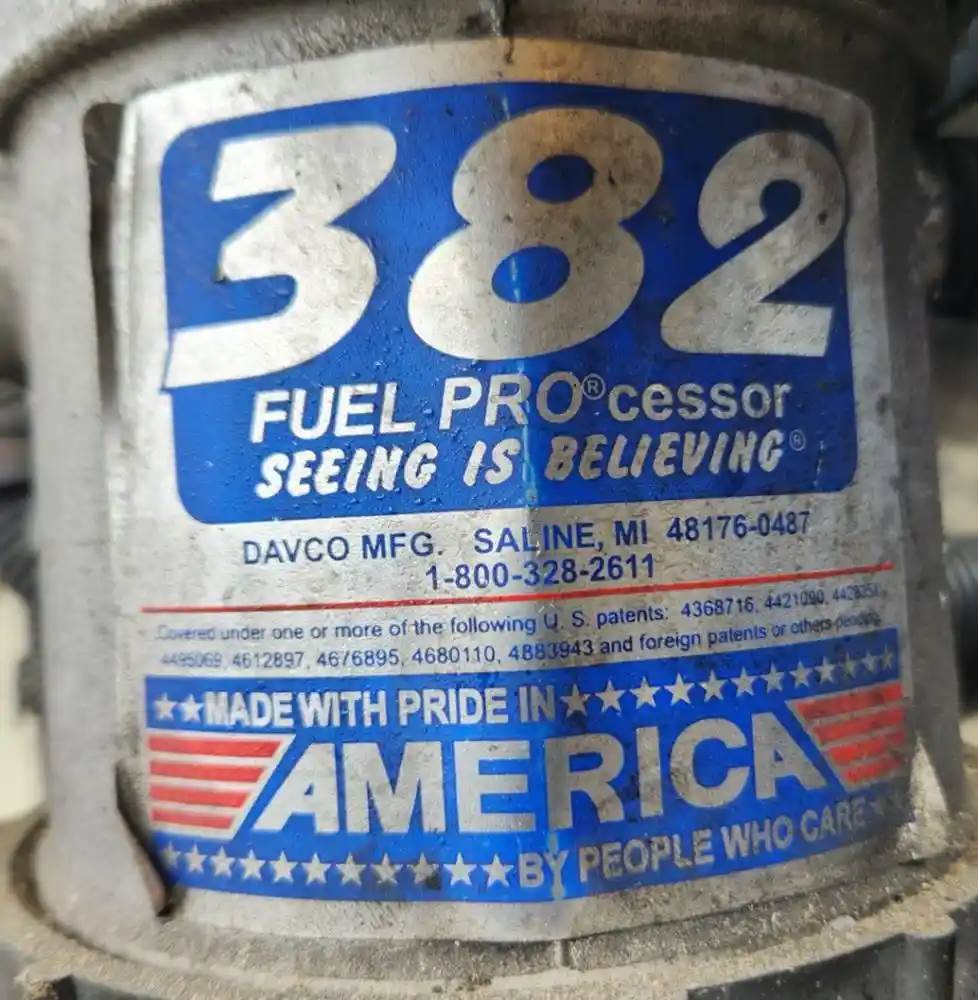 382
FUEL PRO®cessor
SEEING IS BELIEVING®
DAVCO MFG. SALINE, MI 48176-0487
1-800-328-2611
Covered under one or more of the following U. S. patents: 4368716, 4421090,
4495069, 4612897, 4676895, 4680110, 4883943 and foreign patents or others pending.
★★MADE WITH PRIDE IN★★★★★★★★★★
AMERICA
★★★★★★★★★★BY PEOPLE WHO CARE★★